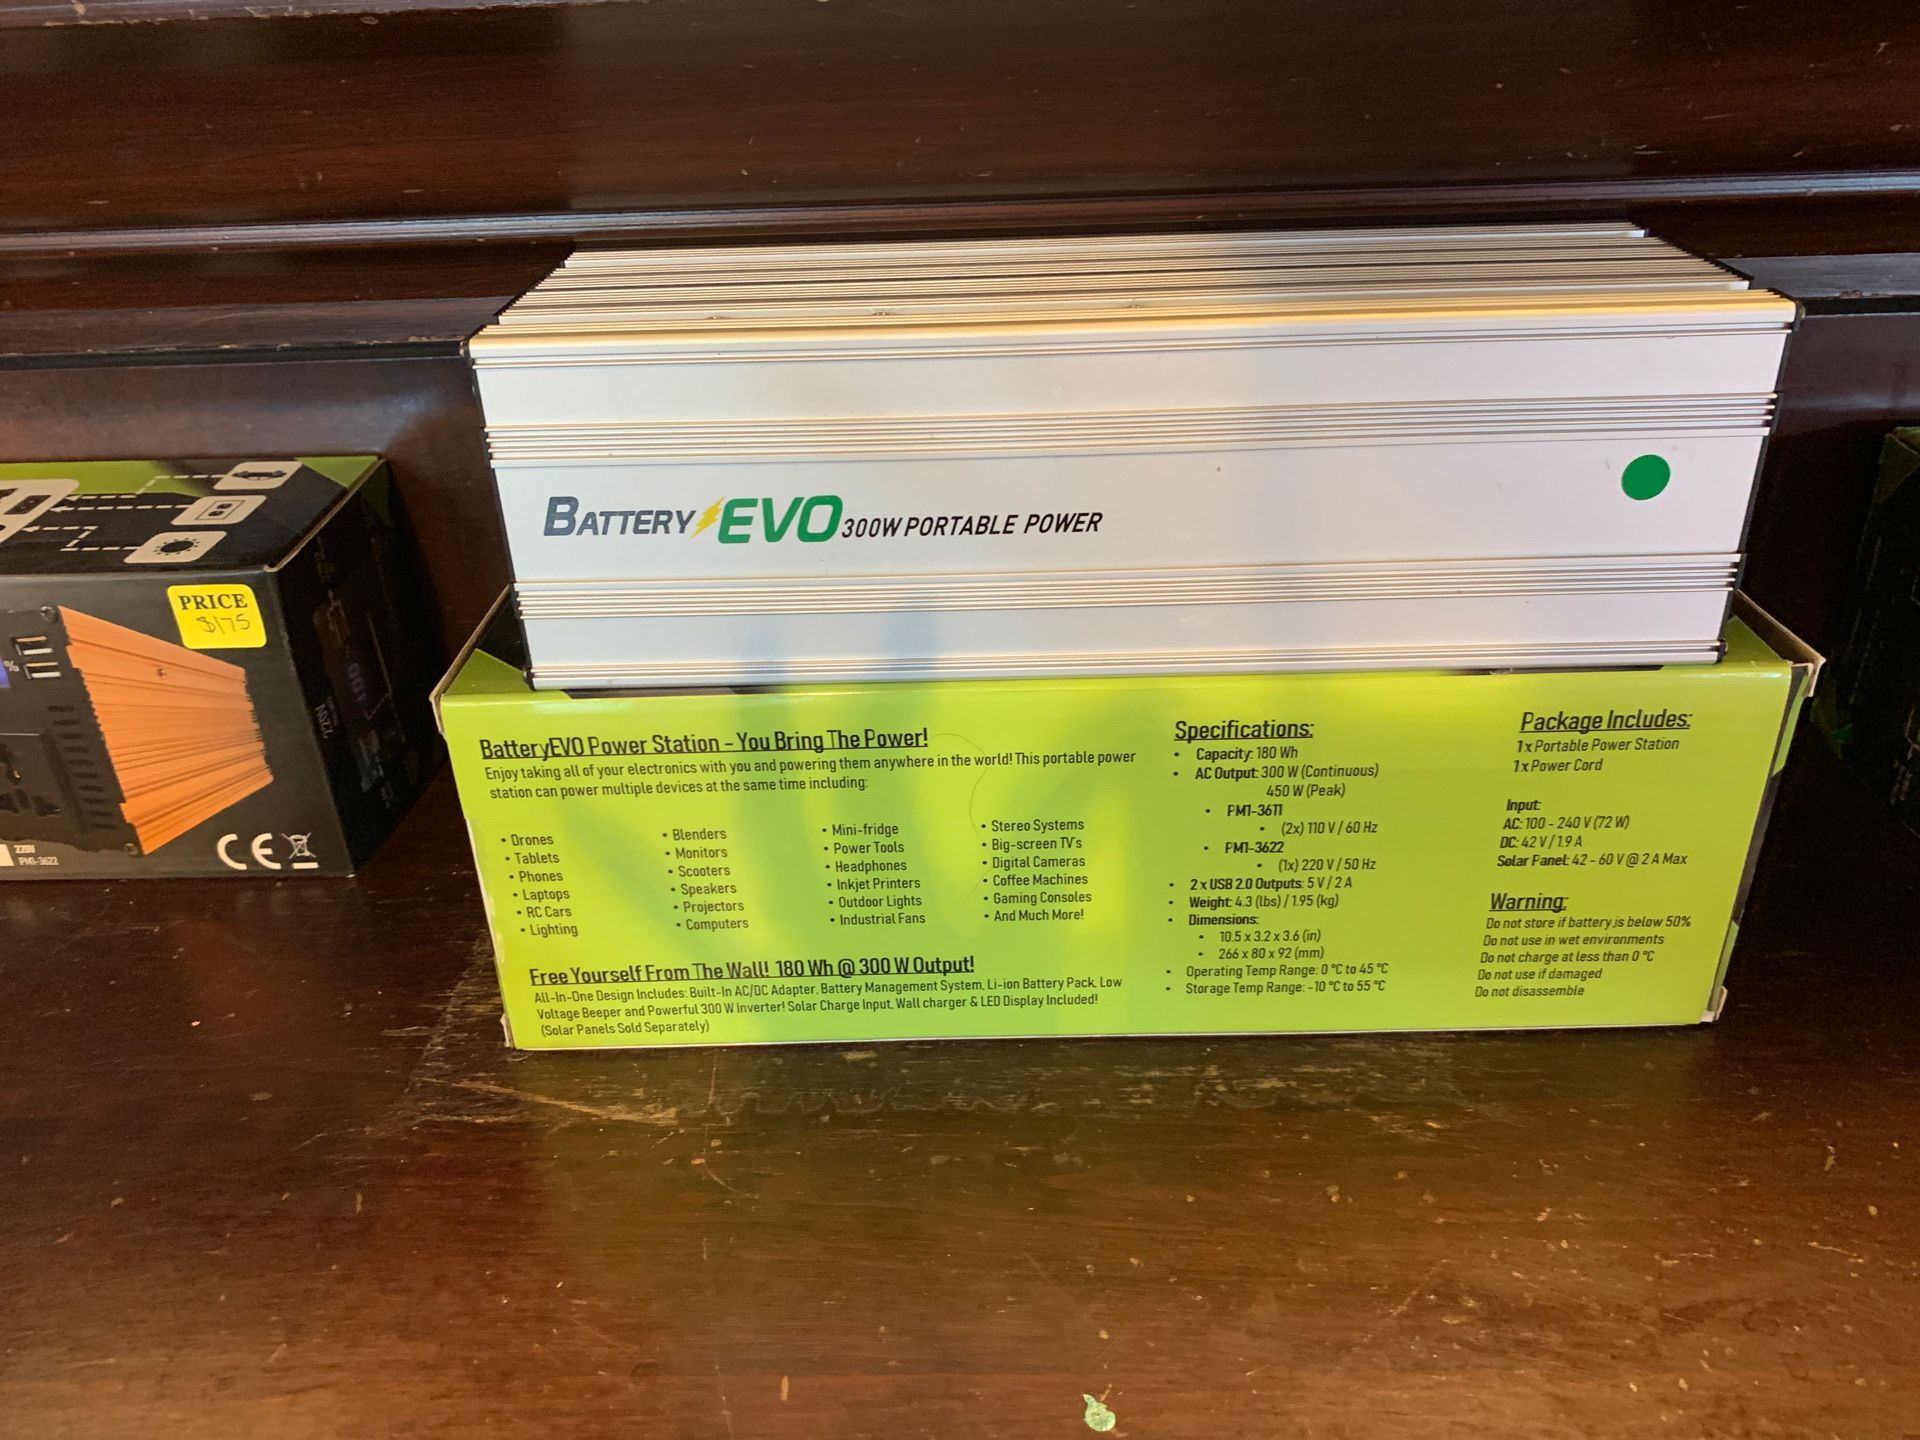 BATTERY EVO 300W PORTABLE POWER
PRICE
$175
%
220V
220V
PM1-3622
CE
BatteryEVO Power Station - You Bring The Power!
Enjoy taking all of your electronics with you and powering them anywhere in the world! This portable power
station can power multiple devices at the same time including:
• Drones
• Tablets
• Phones
• Laptops
• RC Cars
• Lighting
• Blenders
• Monitors
• Scooters
• Speakers
• Projectors
• Computers
• Mini-fridge
• Power Tools
• Headphones
• Inkjet Printers
• Outdoor Lights
• Industrial Fans
• Stereo Systems
• Big-screen TV's
• Digital Cameras
• Coffee Machines
• Gaming Consoles
• And Much More!
Free Yourself From The Wall! 180 Wh @ 300 W Output!
All-In-One Design Includes: Built-In AC/DC Adapter, Battery Management System, Li-ion Battery Pack, Low
Voltage Beeper and Powerful 300 W Inverter! Solar Charge Input, Wall charger & LED Display Included!
(Solar Panels Sold Separately)
Specifications:
• Capacity: 180 Wh
• AC Output: 300 W (Continuous)
450 W (Peak)
• PM1-3611
• (2x) 110 V / 60 Hz
• PM1-3622
• (1x) 220 V / 50 Hz
• 2 x USB 2.0 Outputs: 5 V / 2 A
• Weight: 4.3 (lbs) / 1.95 (kg)
• Dimensions:
• 10.5 x 3.2 x 3.6 (in)
• 266 x 80 x 92 (mm)
• Operating Temp Range: 0 °C to 45 °C
• Storage Temp Range: -10 °C to 55 °C
Package Includes:
1 x Portable Power Station
1 x Power Cord
Input:
AC: 100 - 240 V (72 W)
DC: 42 V / 1.9 A
Solar Panel: 42 - 60 V @ 2 A Max
Warning:
Do not store if battery is below 50%
Do not use in wet environments
Do not charge at less than 0 °C
Do not use if damaged
Do not disassemble